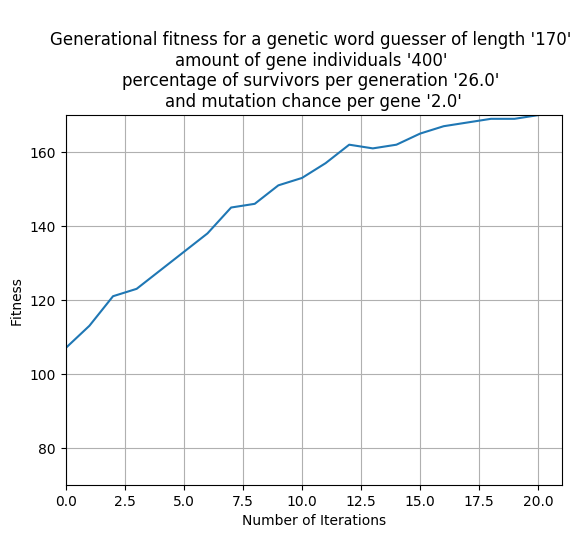 Generational fitness for a genetic word guesser of length '170'
amount of gene individuals '400'
percentage of survivors per generation '26.0'
and mutation chance per gene '2.0'
160
140
120
100
80
Fitness
0.0 2.5 5.0 7.5 10.0 12.5 15.0 17.5 20.0
Number of Iterations